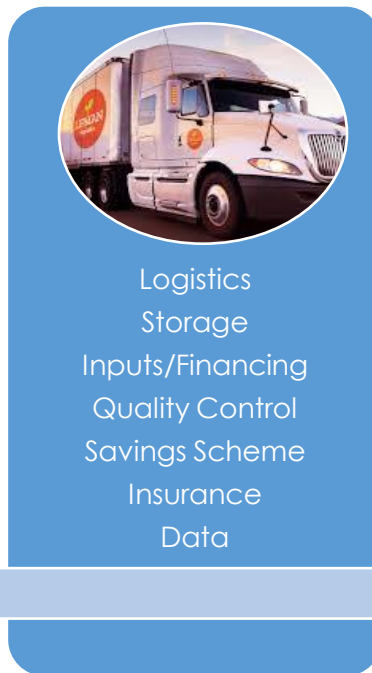 Logistics
Storage
Inputs/Financing
Quality Control
Savings Scheme
Insurance
Data